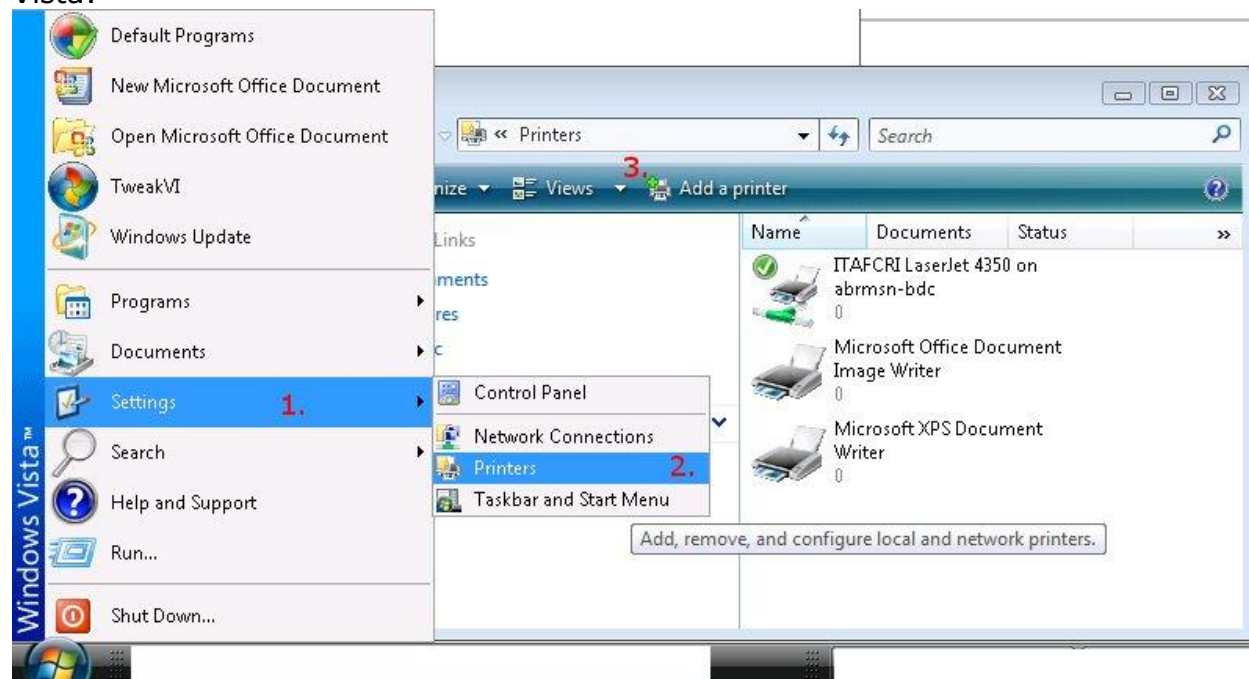 Vista:
Default Programs
New Microsoft Office Document
Open Microsoft Office Document
TweakVI
Windows Update
Programs
Documents
Settings 1.
Search
Help and Support
Run...
Shut Down...
Windows Vista™
Control Panel
Network Connections
Printers 2.
Taskbar and Start Menu
« Printers
Search
3.
nize Views Add a printer
Links
ments
res
c
Name Documents Status »
ITAFCRI LaserJet 4350 on
abrmsn-bdc
0
Microsoft Office Document
Image Writer
0
Microsoft XPS Document
Writer
0
Add, remove, and configure local and network printers.